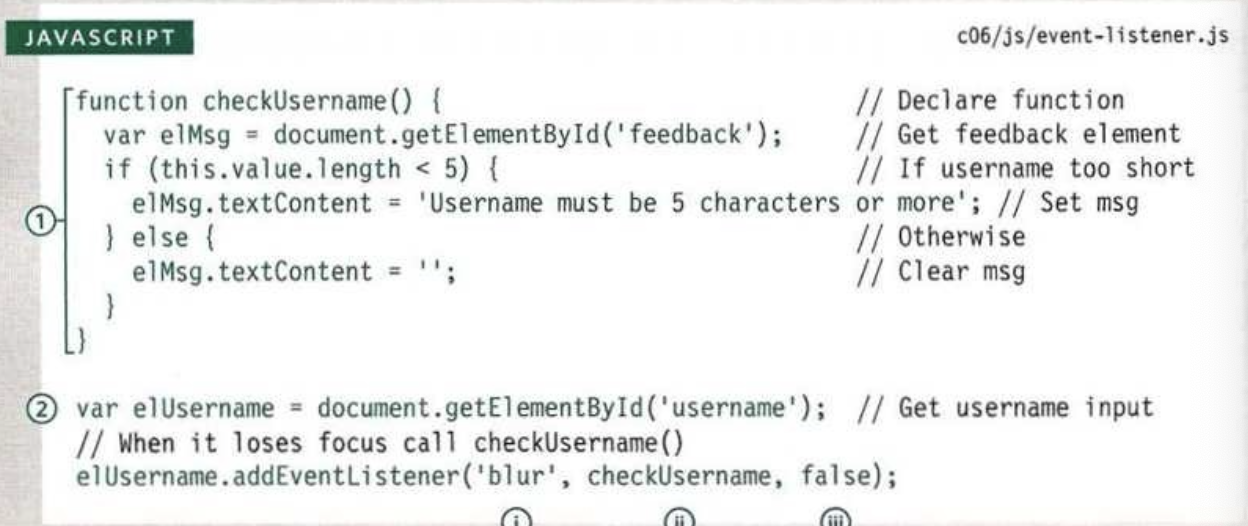 JAVASCRIPT c06/js/event-listener.js
function checkUsername() { // Declare function
var elMsg = document.getElementById('feedback'); // Get feedback element
if (this.value.length < 5) { // If username too short
① elMsg.textContent = 'Username must be 5 characters or more'; // Set msg
} else { // Otherwise
elMsg.textContent = ''; // Clear msg
}
}
② var elUsername = document.getElementById('username'); // Get username input
// When it loses focus call checkUsername()
elUsername.addEventListener('blur', checkUsername, false);
i ii iii